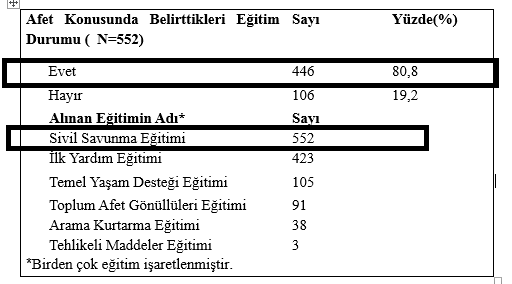 Afet Konusunda Belirttikleri Eğitim Sayı Yüzde(%)
Durumu ( N=552)
Evet 446 80,8
Hayır 106 19,2
Alınan Eğitimin Adı* Sayı
Sivil Savunma Eğitimi 552
İlk Yardım Eğitimi 423
Temel Yaşam Desteği Eğitimi 105
Toplum Afet Gönüllüleri Eğitimi 91
Arama Kurtarma Eğitimi 38
Tehlikeli Maddeler Eğitimi 3
*Birden çok eğitim işaretlenmiştir.